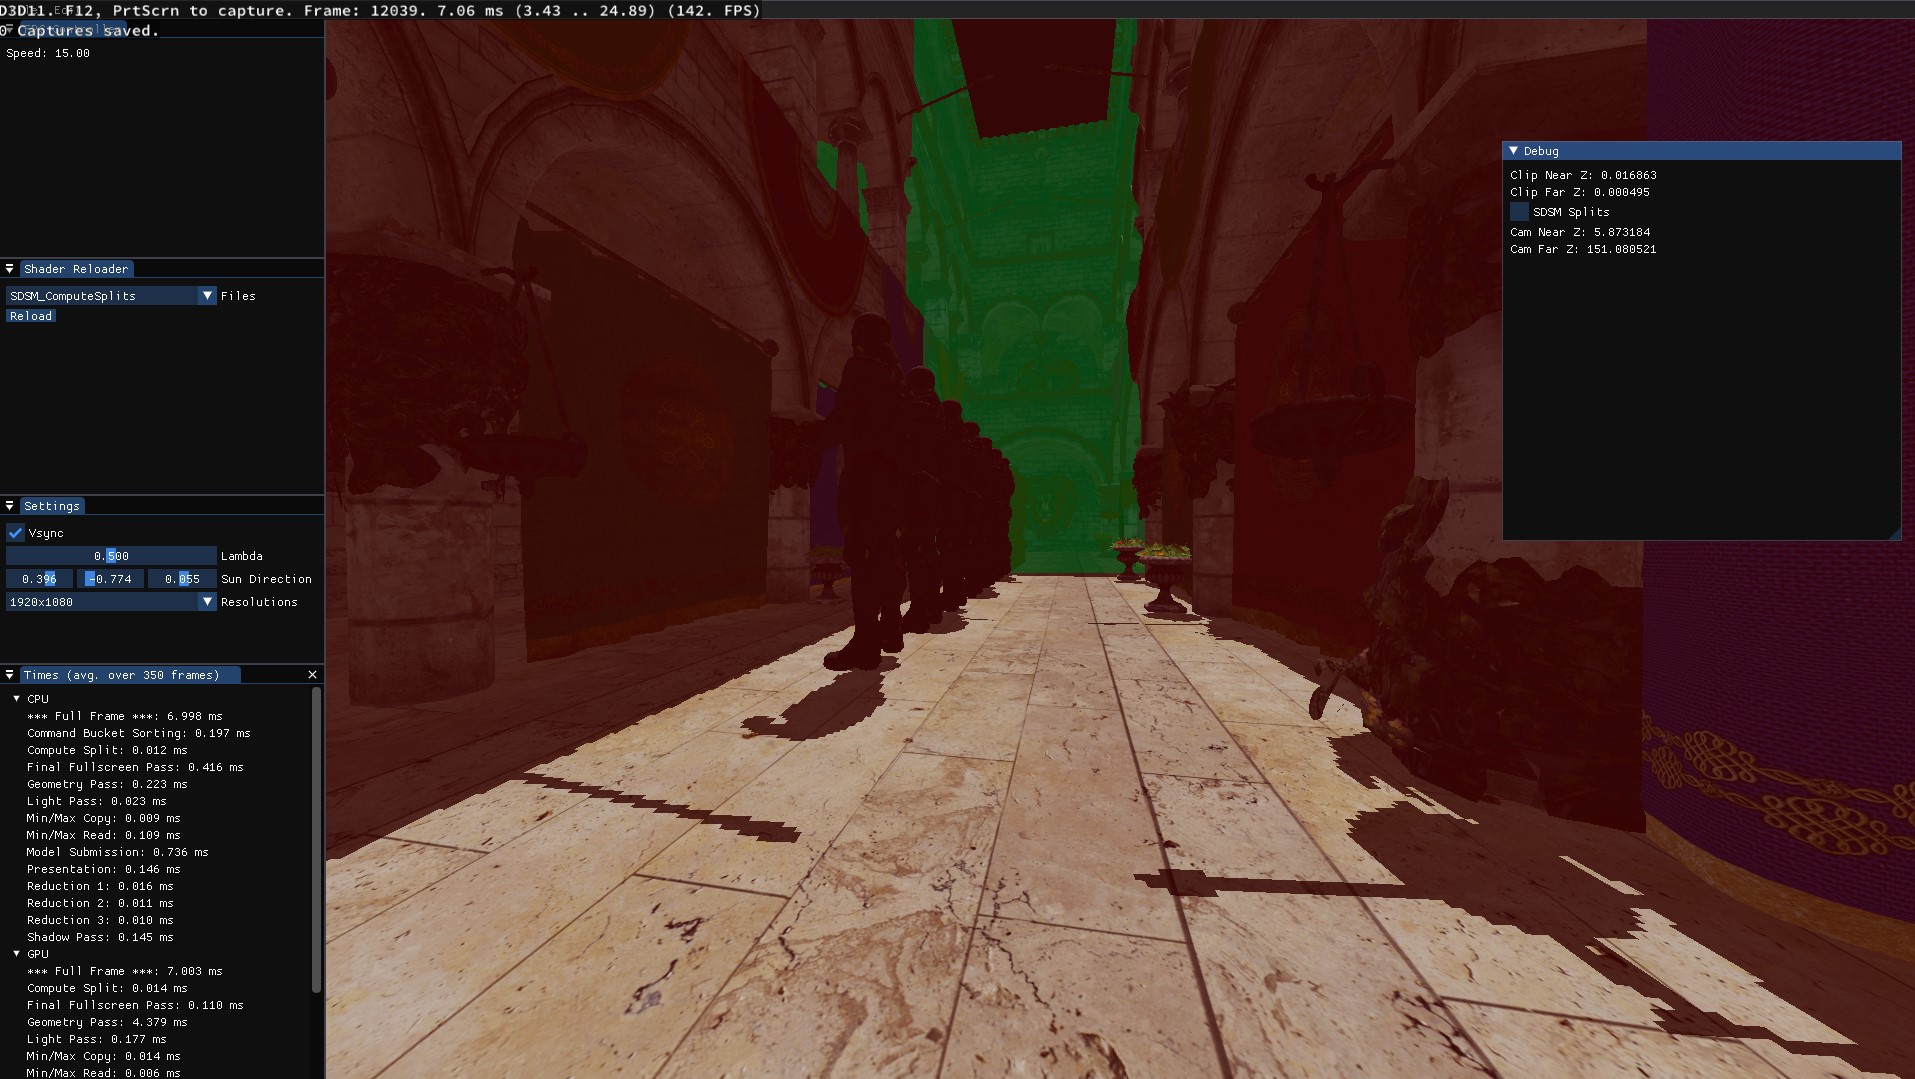 D3D11. F12, PrtScrn to capture. Frame: 12039. 7.06 ms (3.43 .. 24.89) (142. FPS)
0 Captures saved.
Speed: 15.00
Shader Reloader
SDSM_ComputeSplits Files
Reload
Settings
Vsync
0.500 Lambda
0.396 -0.774 0.055 Sun Direction
1920x1080 Resolutions
Times (avg. over 350 frames)
CPU
*** Full Frame ***: 6.998 ms
Command Bucket Sorting: 0.197 ms
Compute Split: 0.012 ms
Final Fullscreen Pass: 0.416 ms
Geometry Pass: 0.223 ms
Light Pass: 0.023 ms
Min/Max Copy: 0.009 ms
Min/Max Read: 0.109 ms
Model Submission: 0.736 ms
Presentation: 0.146 ms
Reduction 1: 0.016 ms
Reduction 2: 0.011 ms
Reduction 3: 0.010 ms
Shadow Pass: 0.145 ms
GPU
*** Full Frame ***: 7.003 ms
Compute Split: 0.014 ms
Final Fullscreen Pass: 0.110 ms
Geometry Pass: 4.379 ms
Light Pass: 0.177 ms
Min/Max Copy: 0.014 ms
Min/Max Read: 0.006 ms
Debug
Clip Near Z: 0.016863
Clip Far Z: 0.000495
SDSM Splits
Cam Near Z: 5.873184
Cam Far Z: 151.080521